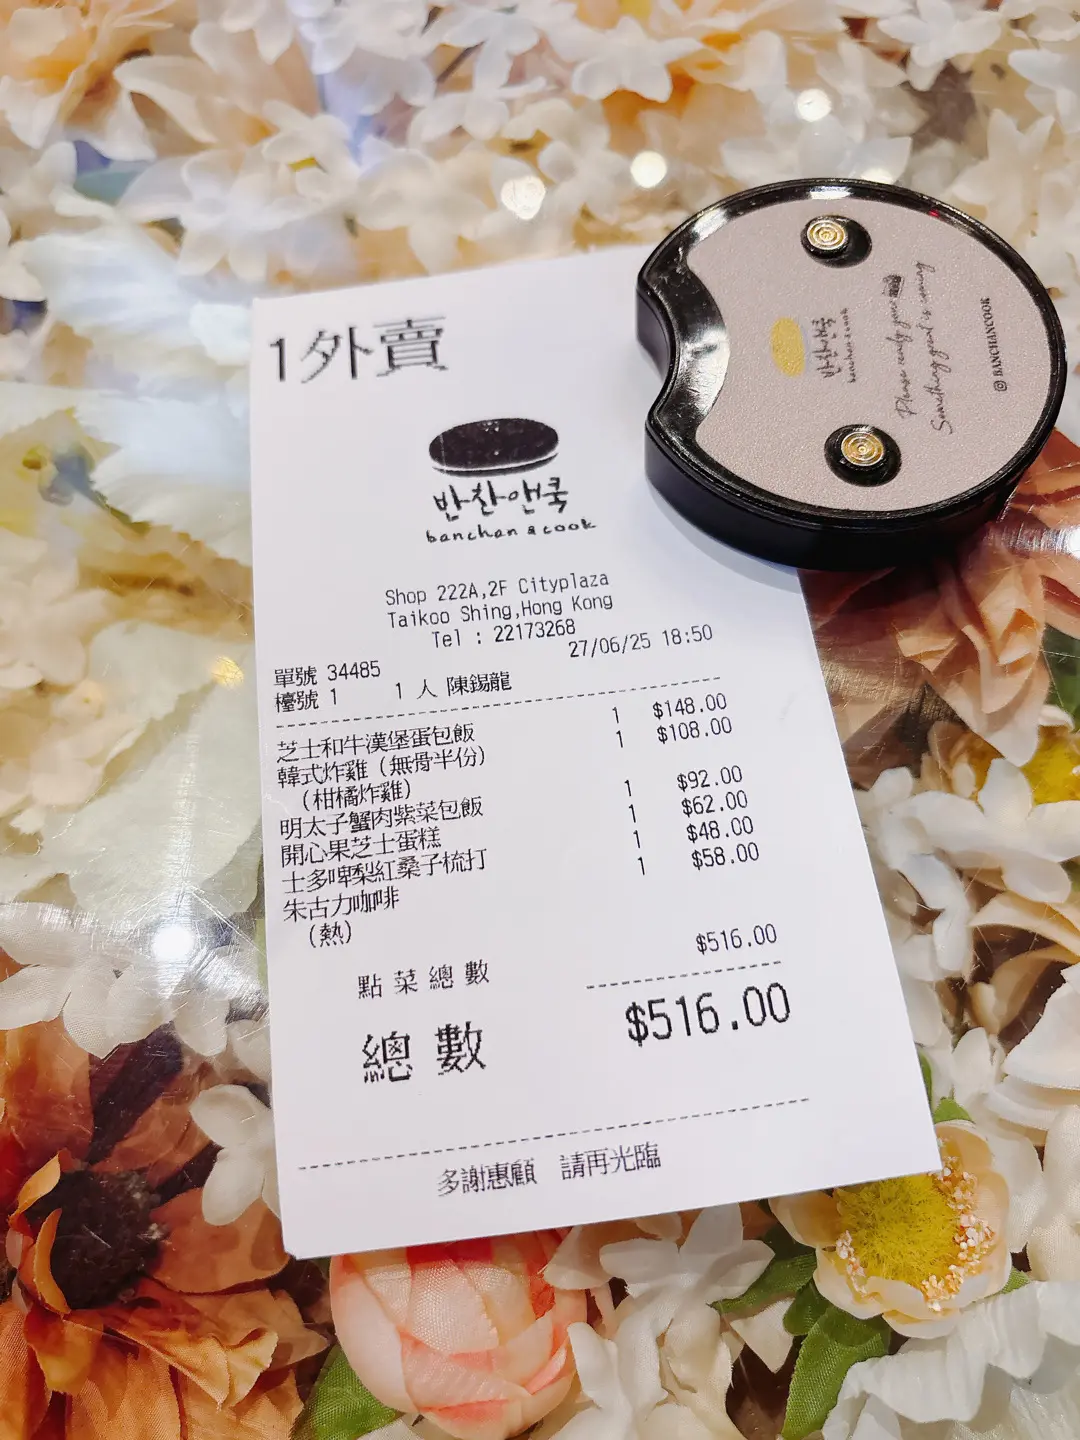 1外賣
반찬앤쿡
banchan & cook
Shop 222A,2F Cityplaza
Taikoo Shing,Hong Kong
Tel : 22173268
27/06/25 18:50
單號 34485
檯號 1 1 人 陳錫龍
芝士和牛漢堡蛋包飯 1 $148.00
韓式炸雞(無骨半份) 1 $108.00
(柑橘炸雞)
明太子蟹肉紫菜包飯 1 $92.00
開心果芝士蛋糕 1 $62.00
士多啤梨紅桑子梳打 1 $48.00
朱古力咖啡 1 $58.00
(熱)
點菜總數 $516.00
總數 $516.00
多謝惠顧 請再光臨
반찬앤쿡
banchan & cook
Please ready your
Something great is coming
@BANCHANCOOK